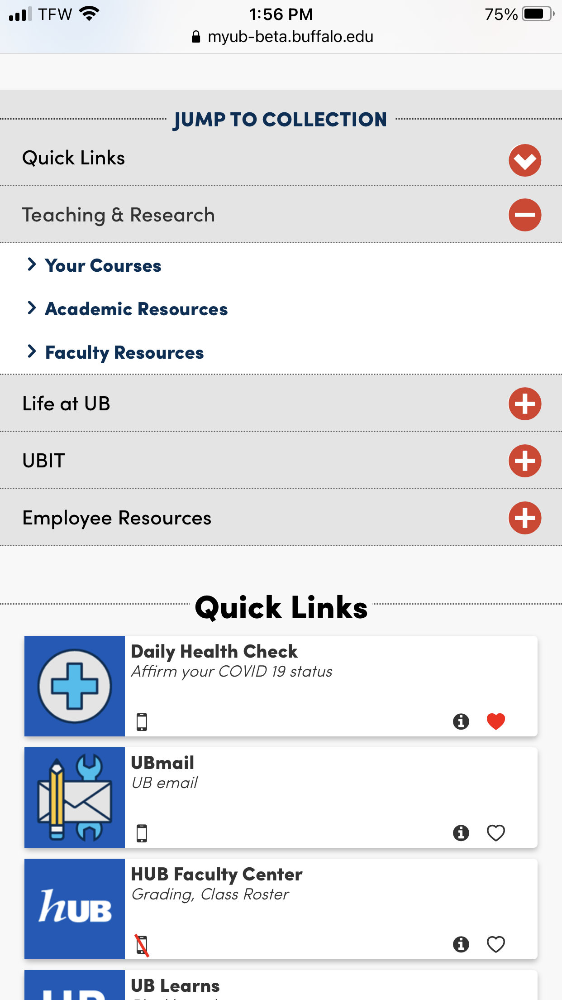 TFW 1:56 PM 75%
myub-beta.buffalo.edu
JUMP TO COLLECTION
Quick Links
Teaching & Research
Your Courses
Academic Resources
Faculty Resources
Life at UB
UBIT
Employee Resources
Quick Links
Daily Health Check
Affirm your COVID 19 status
UBmail
UB email
hUB
HUB Faculty Center
Grading, Class Roster
UB Learns